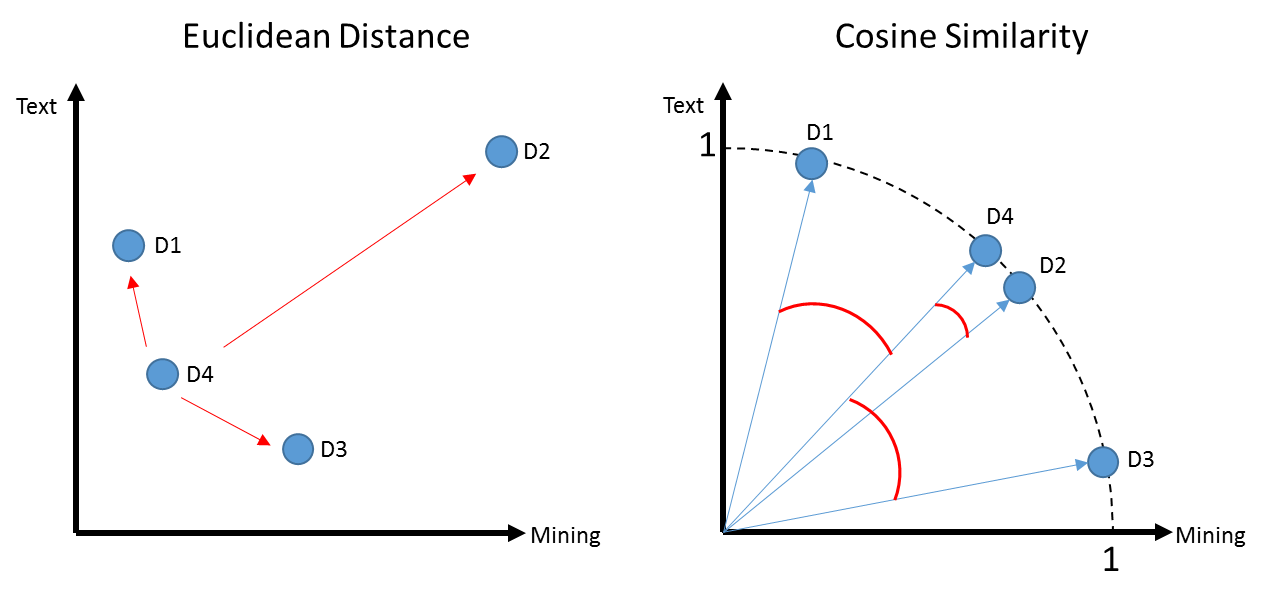 Euclidean Distance
Text
D2
D1
D4
D3
Mining
Cosine Similarity
Text
D1
1
D4
D2
D3
Mining
1